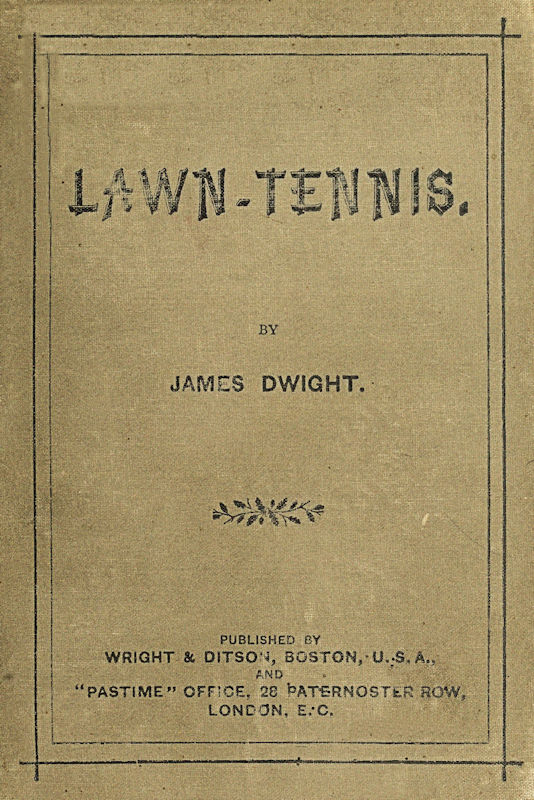 LAWN-TENNIS.
BY
JAMES DWIGHT.
PUBLISHED BY
WRIGHT & DITSON, BOSTON, U.S.A.,
AND
"PASTIME" OFFICE, 28 PATERNOSTER ROW,
LONDON, E.C.